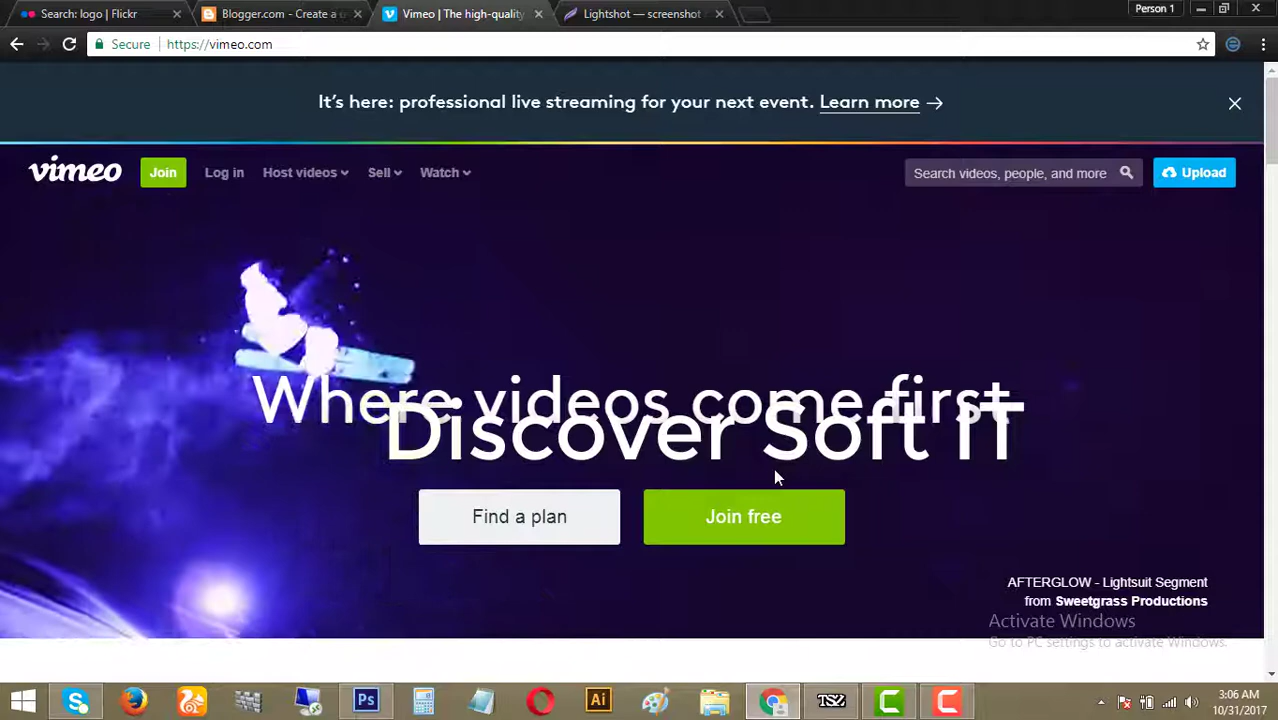 Search: logo | Flickr
Blogger.com - Create a u
Vimeo | The high-quality
Lightshot — screenshot
Person 1
Secure
https://vimeo.com
It's here: professional live streaming for your next event. Learn more →
vimeo
Join
Log in
Host videos
Sell
Watch
Search videos, people, and more
Upload
Where videos come first
Discover Soft IT
Find a plan
Join free
AFTERGLOW - Lightsuit Segment
from Sweetgrass Productions
Activate Windows
Go to PC settings to activate Windows.
S
Ps
Ai
TSZ
C
C
3:06 AM
10/31/2017